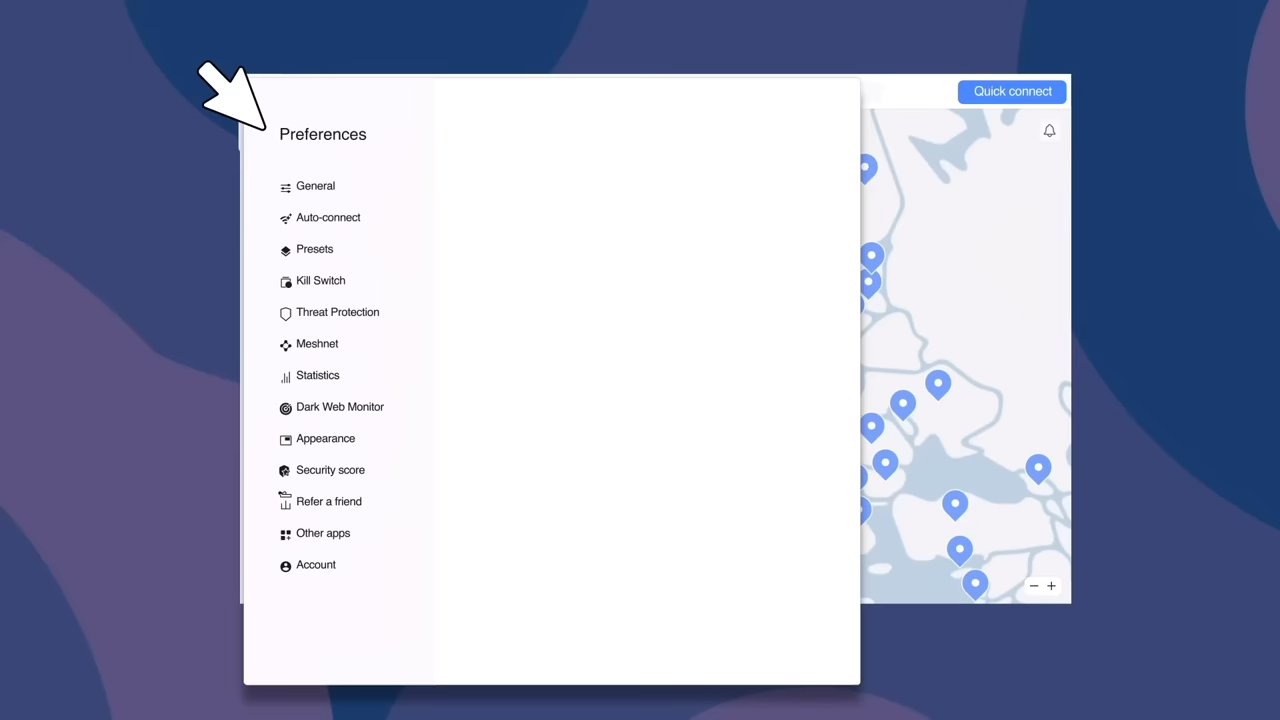 Quick connect
Preferences
General
Auto-connect
Presets
Kill Switch
Threat Protection
Meshnet
Statistics
Dark Web Monitor
Appearance
Security score
Refer a friend
Other apps
Account